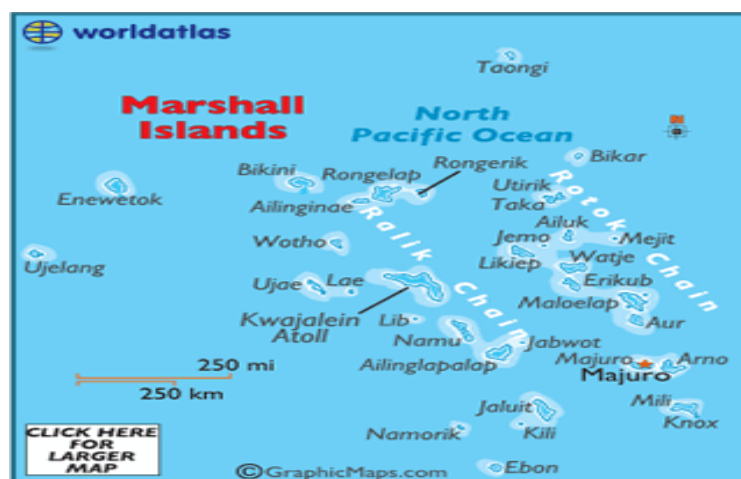 worldatlas
Taongi
Marshall
Islands
North
Pacific Ocean
N
Bikini
Rongelap
Rongerik
Bikar
Enewetok
Ailinginae
Utirik
Taka
Ailuk
Ralik Chain
Rotok Chain
Wotho
Jemo
Mejit
Likiep
Watje
Ujelang
Erikub
Ujae
Lae
Maloelap
Kwajalein
Atoll
Lib
Aur
Namu
Jabwot
Ailinglapalap
Majuro
Arno
Majuro
250 mi
250 km
Jaluit
Mili
Knox
Namorik
Kili
Ebon
CLICK HERE
FOR
LARGER
MAP
©GraphicMaps.com